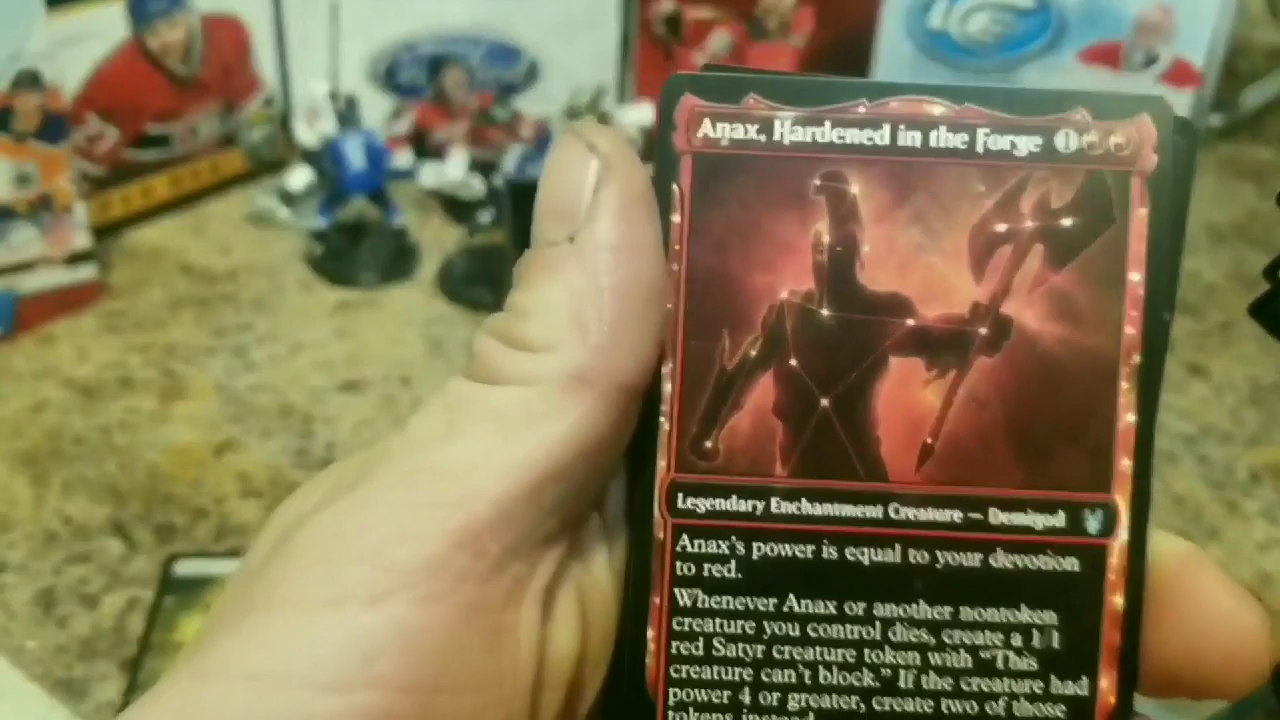 Anax, Hardened in the Forge 1
Legendary Enchantment Creature — Demigod
Anax's power is equal to your devotion
to red.
Whenever Anax or another nontoken
creature you control dies, create a 1/1
red Satyr creature token with "This
creature can't block." If the creature had
power 4 or greater, create two of those
tokens instead.